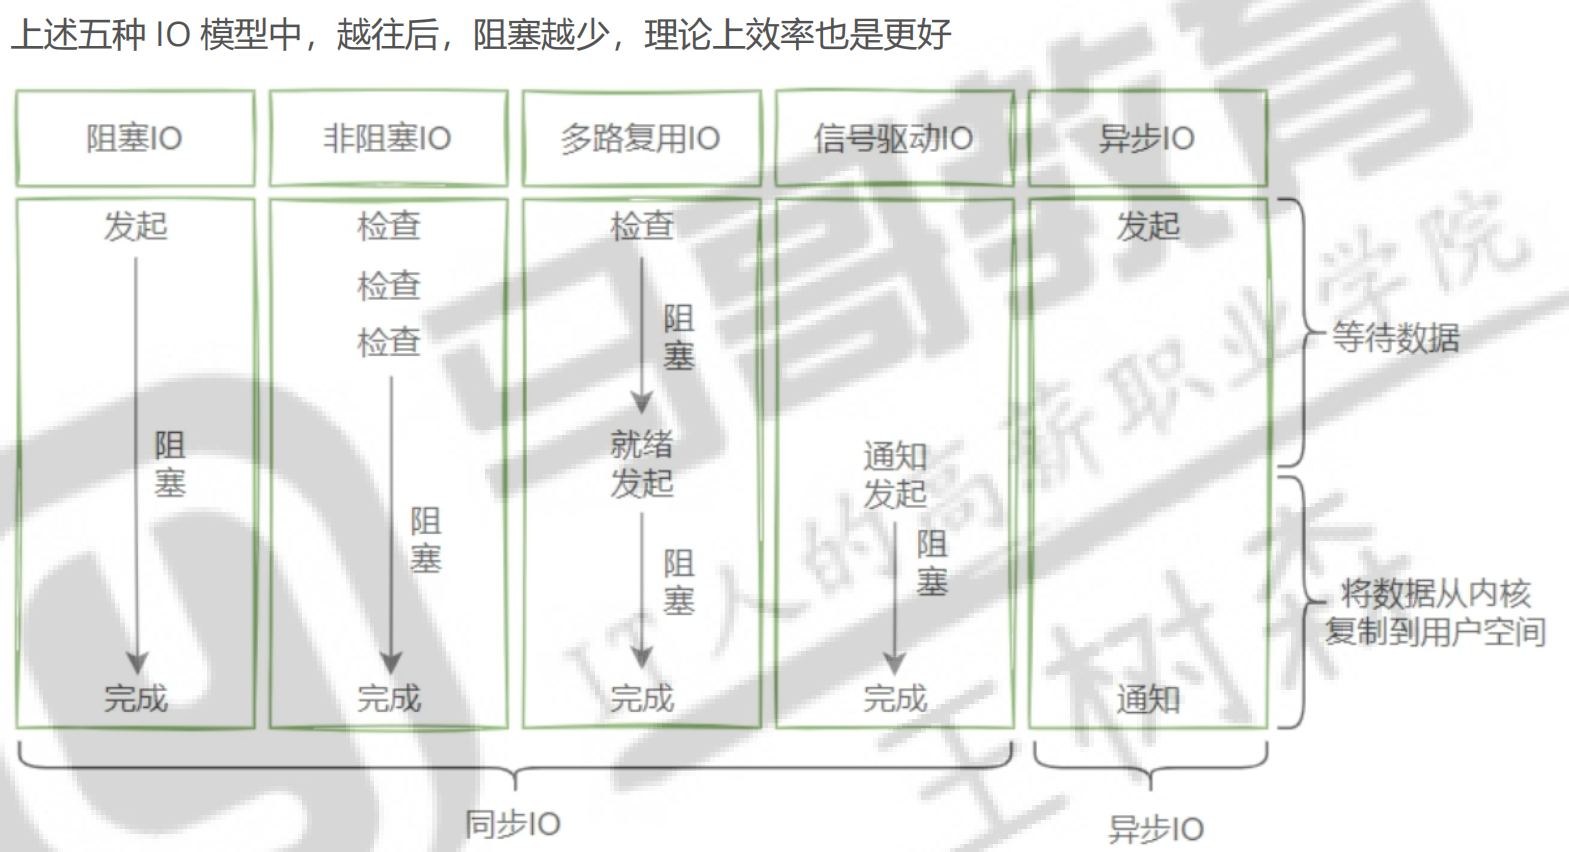 上述五种 IO 模型中，越往后，阻塞越少，理论上效率也是更好
阻塞IO
非阻塞IO
多路复用IO
信号驱动IO
异步IO
发起
阻
塞
完成
检查
检查
检查
阻
塞
完成
检查
阻
塞
就绪
发起
阻
塞
完成
通知
发起
阻
塞
完成
发起
通知
等待数据
将数据从内核
复制到用户空间
同步IO
异步IO
马哥教育
IT人的高薪职业学院
王树森